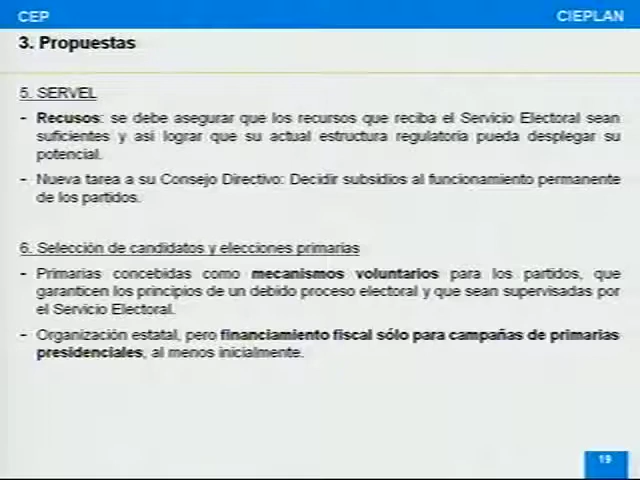 CEP
CIEPLAN
3. Propuestas
5. SERVEL
- Recusos: se debe asegurar que los recursos que reciba el Servicio Electoral sean
suficientes y así lograr que su actual estructura regulatoria pueda desplegar su
potencial.
- Nueva tarea a su Consejo Directivo: Decidir subsidios al funcionamiento permanente
de los partidos.
6. Selección de candidatos y elecciones primarias
- Primarias concebidas como mecanismos voluntarios para los partidos, que
garanticen los principios de un debido proceso electoral y que sean supervisadas por
el Servicio Electoral.
- Organización estatal, pero financiamiento fiscal sólo para campañas de primarias
presidenciales, al menos inicialmente.
19